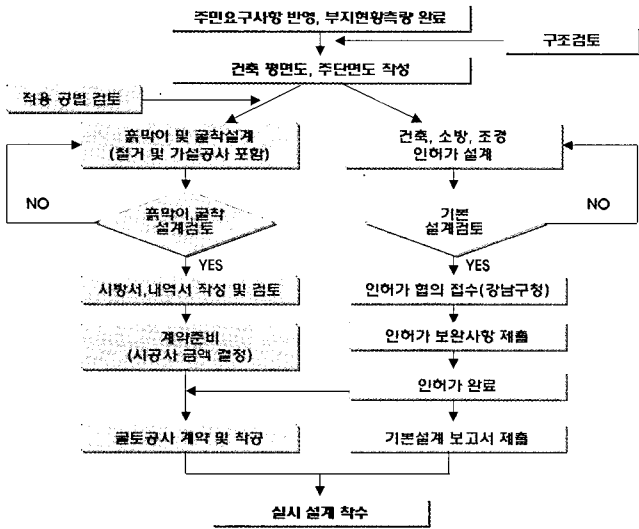 주민요구사항 반영, 부지현황측량 완료
구조검토
건축 평면도, 주단면도 작성
적용 공법 검토
흙막이 및 굴착설계
(철거 및 가설공사 포함)
건축, 소방, 조경
인허가 설계
NO
흙막이,굴착
설계검토
기본
설계검토
NO
YES
YES
시방서,내역서 작성 및 검토
인허가 협의 접수(강남구청)
계약준비
(시공사 금액 결정)
인허가 보완사항 제출
인허가 완료
굴토공사 계약 및 착공
기본설계 보고서 제출
실시 설계 착수